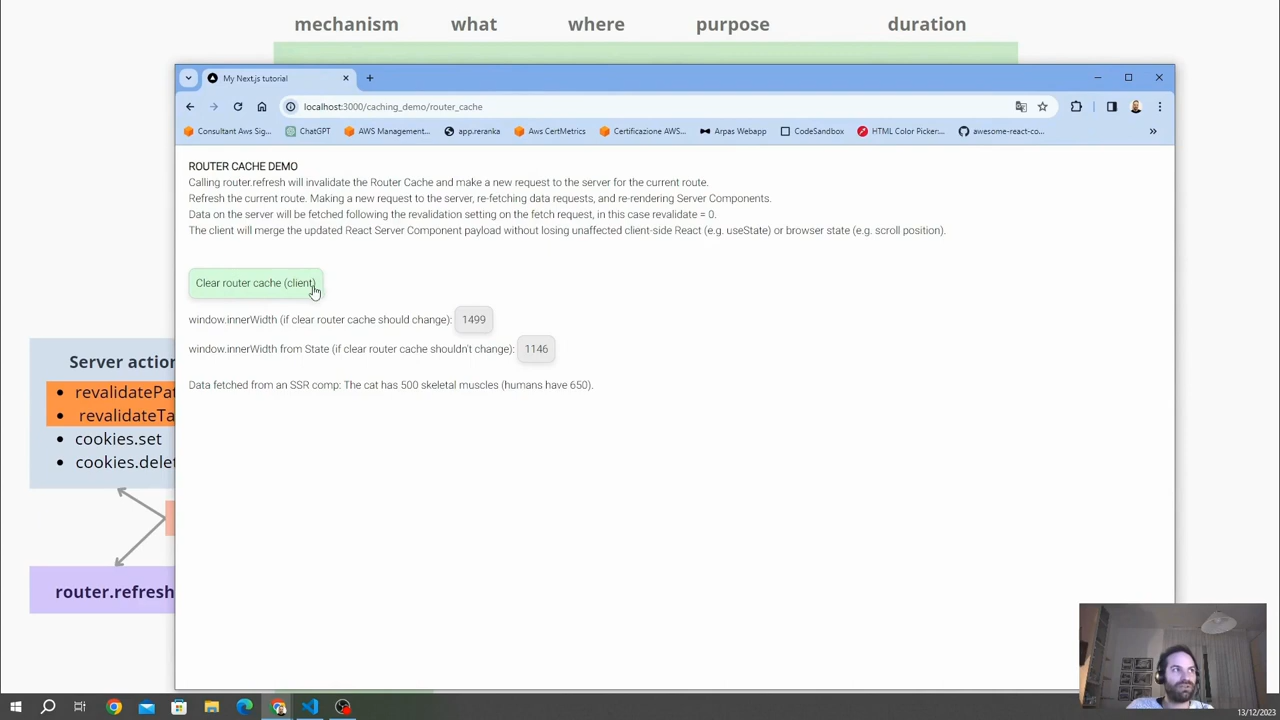 mechanism what where purpose duration
My Next.js tutorial
localhost:3000/caching_demo/router_cache
Consultant Aws Sig... ChatGPT AWS Management... app.reranka Aws CertMetrics Certificazione AWS... Arpas Webapp CodeSandbox HTML Color Picker... awesome-react-co...
ROUTER CACHE DEMO
Calling router.refresh will invalidate the Router Cache and make a new request to the server for the current route.
Refresh the current route. Making a new request to the server, re-fetching data requests, and re-rendering Server Components.
Data on the server will be fetched following the revalidation setting on the fetch request, in this case revalidate = 0.
The client will merge the updated React Server Component payload without losing unaffected client-side React (e.g. useState) or browser state (e.g. scroll position).
Clear router cache (client)
window.innerWidth (if clear router cache should change): 1499
window.innerWidth from State (if clear router cache shouldn't change): 1146
Data fetched from an SSR comp: The cat has 500 skeletal muscles (humans have 650).
Server action
revalidatePat
revalidateTa
cookies.set
cookies.delet
router.refresh
13/12/2023